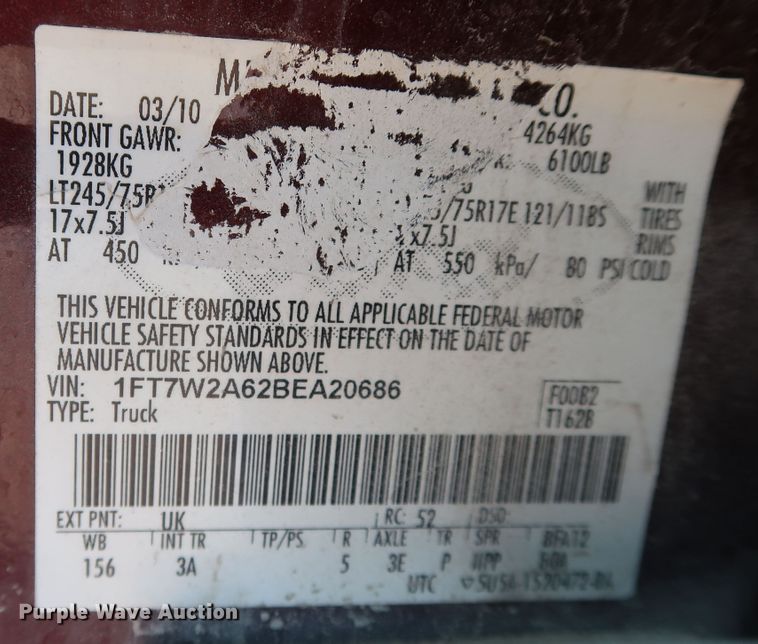 CO.
DATE: 03/10
4264KG
FRONT GAWR: 6100LB
1928KG WITH
LT245/75R /75R17E 121/118S TIRES
17x7.5J x7.5J RIMS
AT 450 AT 550 kPa/ 80 PSI COLD
THIS VEHICLE CONFORMS TO ALL APPLICABLE FEDERAL MOTOR
VEHICLE SAFETY STANDARDS IN EFFECT ON THE DATE OF
MANUFACTURE SHOWN ABOVE.
VIN: 1FT7W2A62BEA20686 F00B2
TYPE: Truck T162B
EXT PNT: UK RC: 52 DSO:
WB INT TR TP/PS R AXLE TR SPR
156 3A 5 3E P
UTC
Purple Wave Auction